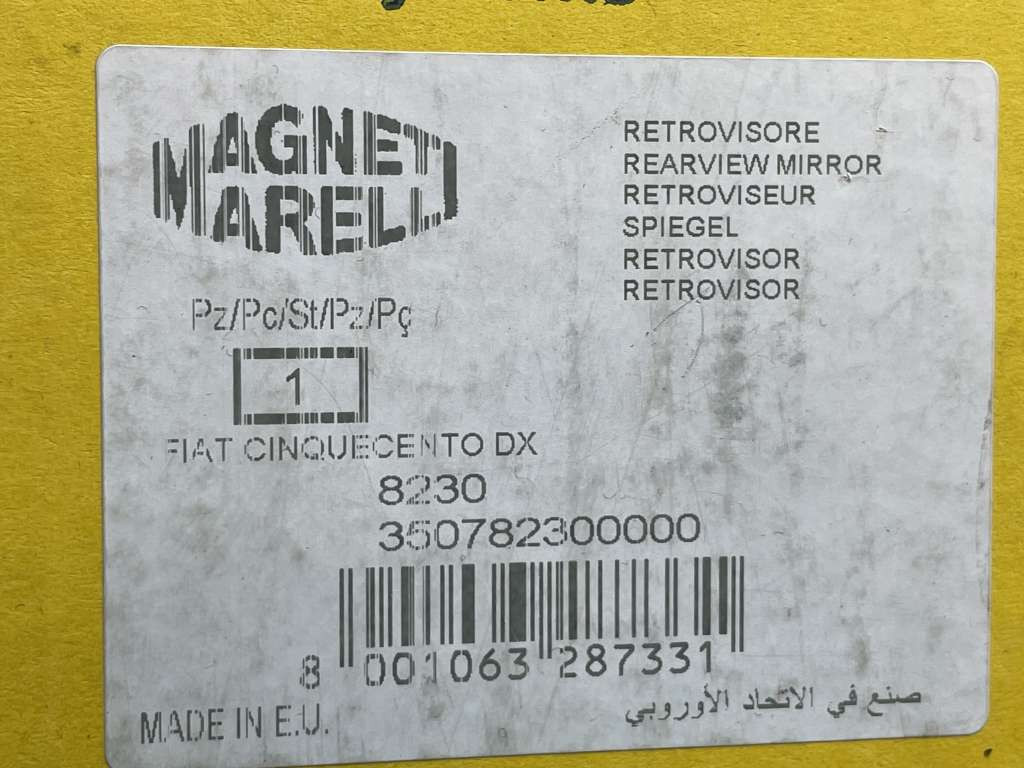 MAGNETI
MARELLI
RETROVISORE
REARVIEW MIRROR
RETROVISEUR
SPIEGEL
RETROVISOR
RETROVISOR
Pz/Pc/St/Pz/Pç
1
FIAT CINQUECENTO DX
8230
350782300000
8 001063 287331
MADE IN E.U.
صنع في الاتحاد الأوروبي